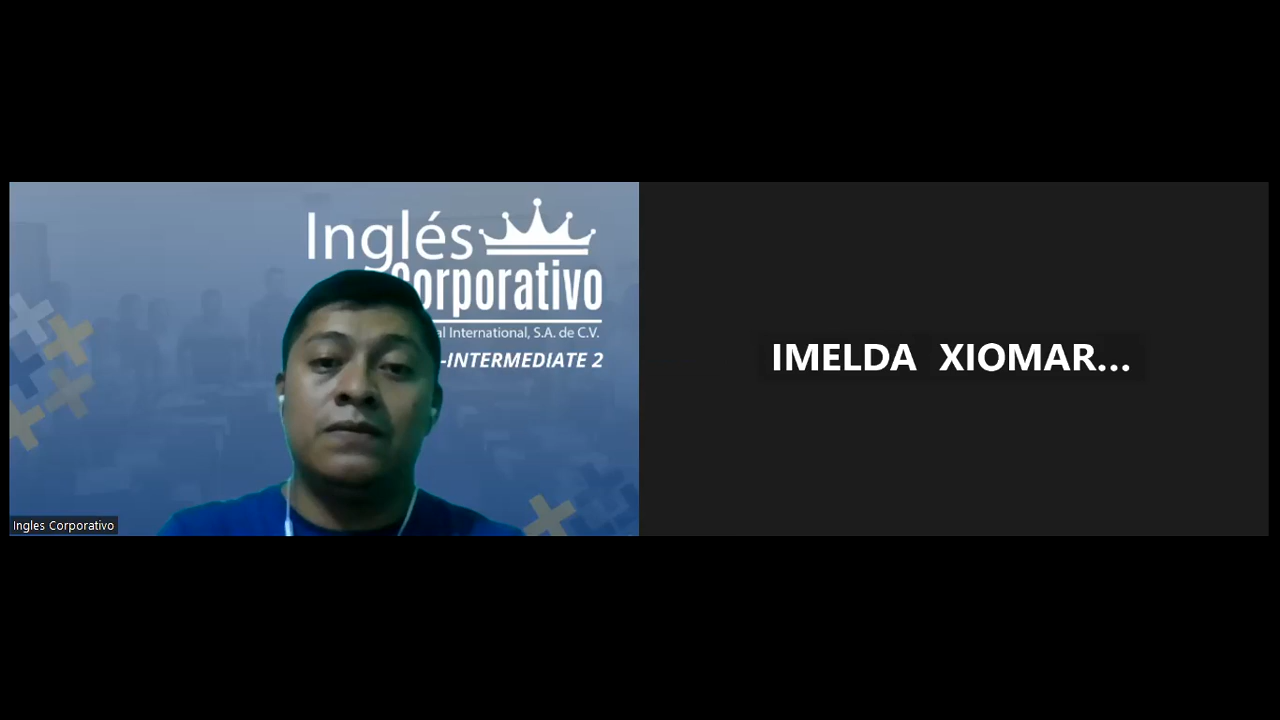 Inglés
Corporativo
al International, S.A. de C.V.
-INTERMEDIATE 2
Ingles Corporativo
IMELDA XIOMAR...